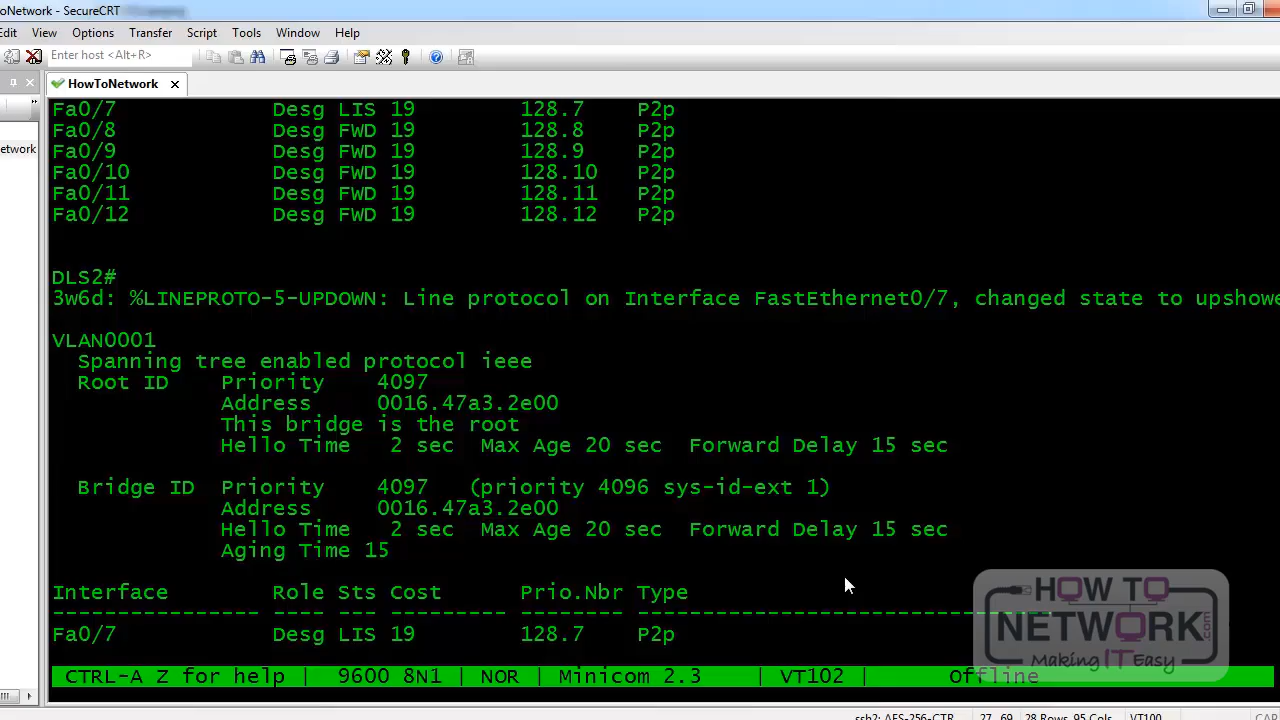 oNetwork - SecureCRT
Edit View Options Transfer Script Tools Window Help
Enter host <Alt+R>
HowToNetwork
etwork
Fa0/7 Desg LIS 19 128.7 P2p
Fa0/8 Desg FWD 19 128.8 P2p
Fa0/9 Desg FWD 19 128.9 P2p
Fa0/10 Desg FWD 19 128.10 P2p
Fa0/11 Desg FWD 19 128.11 P2p
Fa0/12 Desg FWD 19 128.12 P2p
DLS2#
3w6d: %LINEPROTO-5-UPDOWN: Line protocol on Interface FastEthernet0/7, changed state to upshowe
VLAN0001
Spanning tree enabled protocol ieee
Root ID Priority 4097
Address 0016.47a3.2e00
This bridge is the root
Hello Time 2 sec Max Age 20 sec Forward Delay 15 sec
Bridge ID Priority 4097 (priority 4096 sys-id-ext 1)
Address 0016.47a3.2e00
Hello Time 2 sec Max Age 20 sec Forward Delay 15 sec
Aging Time 15
Interface Role Sts Cost Prio.Nbr Type
------------------- ---- --- --------- -------- --------------------------------
Fa0/7 Desg LIS 19 128.7 P2p
HOW TO
NETWORK.com
Making IT Easy
CTRL-A Z for help | 9600 8N1 | NOR | Minicom 2.3 | VT102 | Offline
ssh2: AES-256-CTR 27, 69 28 Rows, 95 Cols VT100 CAP